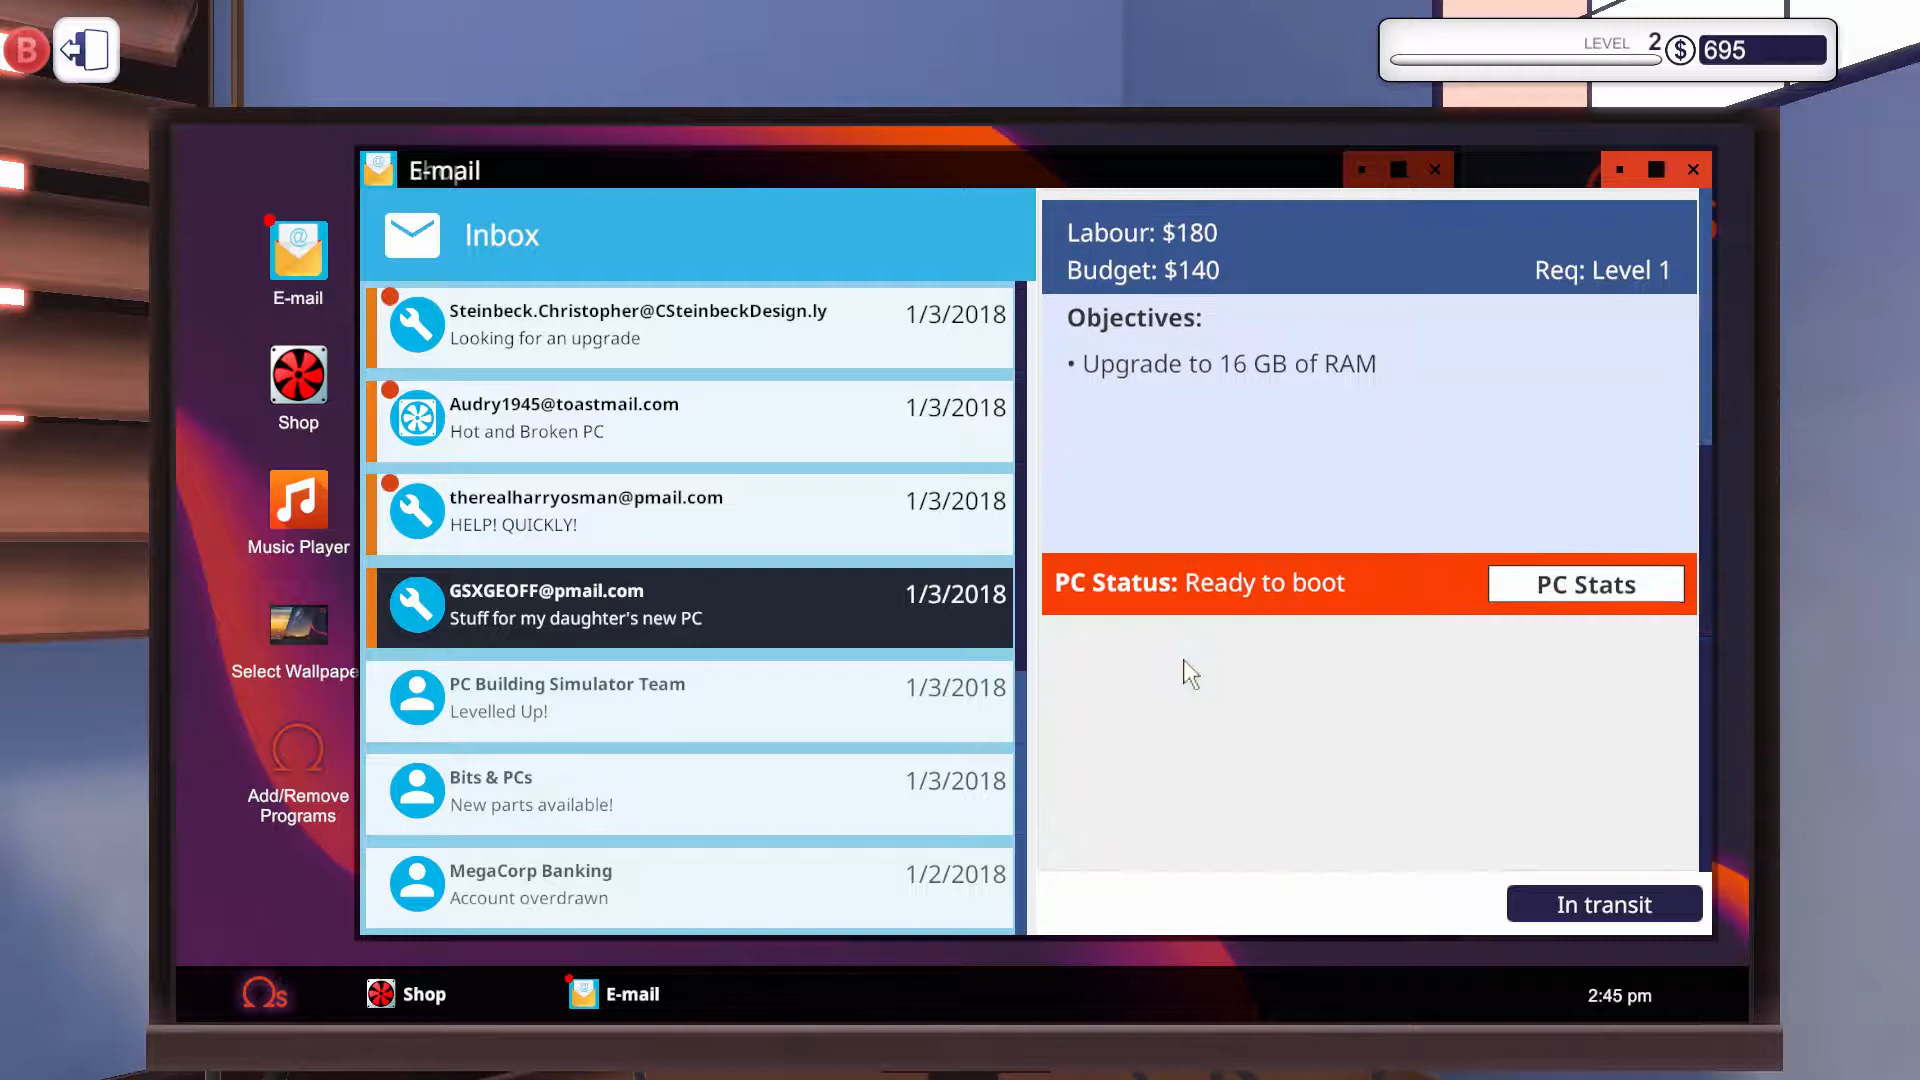 B
LEVEL 2 $ 695
E-mail
Inbox
Steinbeck.Christopher@CSteinbeckDesign.ly 1/3/2018
Looking for an upgrade
Audry1945@toastmail.com 1/3/2018
Hot and Broken PC
therealharryosman@pmail.com 1/3/2018
HELP! QUICKLY!
GSXGEOFF@pmail.com 1/3/2018
Stuff for my daughter's new PC
PC Building Simulator Team 1/3/2018
Levelled Up!
Bits & PCs 1/3/2018
New parts available!
MegaCorp Banking 1/2/2018
Account overdrawn
Labour: $180
Budget: $140 Req: Level 1
Objectives:
• Upgrade to 16 GB of RAM
PC Status: Ready to boot PC Stats
In transit
E-mail
Shop
Music Player
Select Wallpape
Add/Remove
Programs
Ωs Shop E-mail 2:45 pm